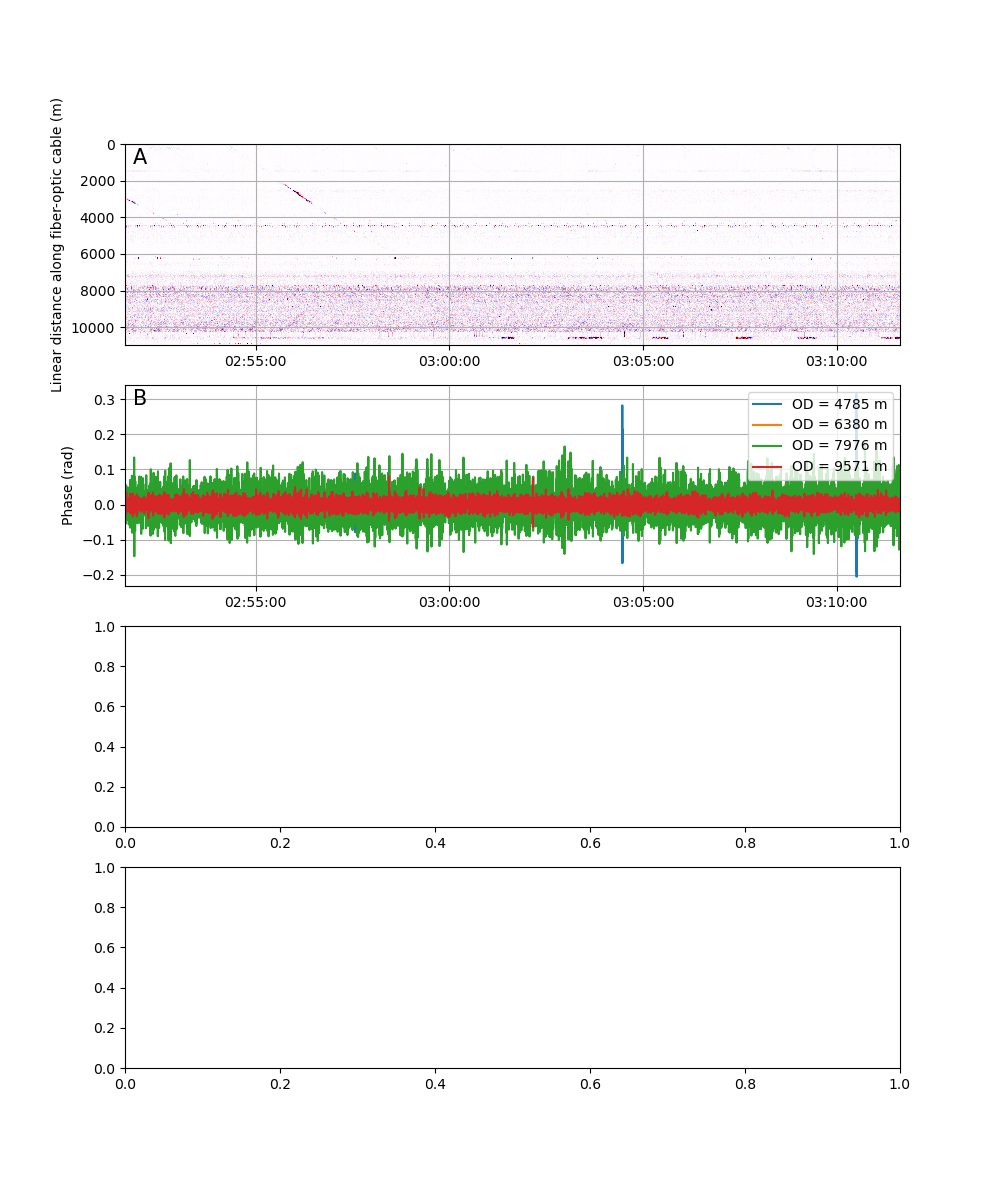 Linear distance along fiber-optic cable (m)
A
0
2000
4000
6000
8000
10000
02:55:00 03:00:00 03:05:00 03:10:00
Phase (rad)
B
0.3
0.2
0.1
0.0
−0.1
−0.2
OD = 4785 m
OD = 6380 m
OD = 7976 m
OD = 9571 m
02:55:00 03:00:00 03:05:00 03:10:00
1.0
0.8
0.6
0.4
0.2
0.0
0.0 0.2 0.4 0.6 0.8 1.0
1.0
0.8
0.6
0.4
0.2
0.0
0.0 0.2 0.4 0.6 0.8 1.0